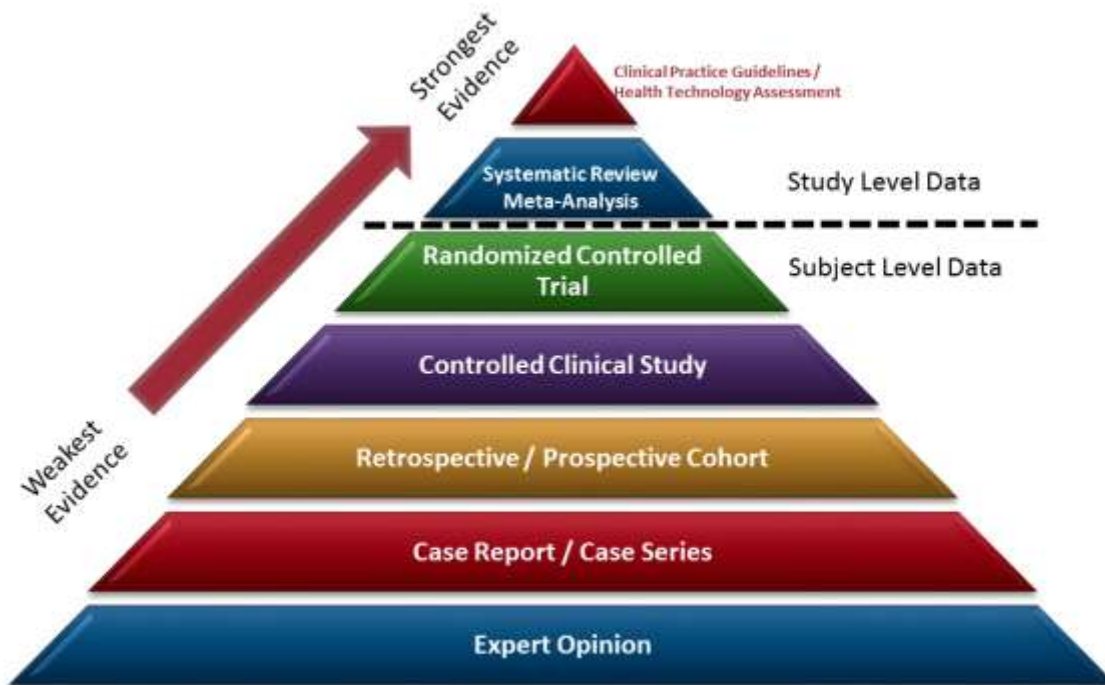 Strongest
Evidence
Clinical Practice Guidelines /
Health Technology Assessment
Systematic Review
Meta-Analysis
Study Level Data
Randomized Controlled
Trial
Subject Level Data
Controlled Clinical Study
Weakest
Evidence
Retrospective / Prospective Cohort
Case Report / Case Series
Expert Opinion